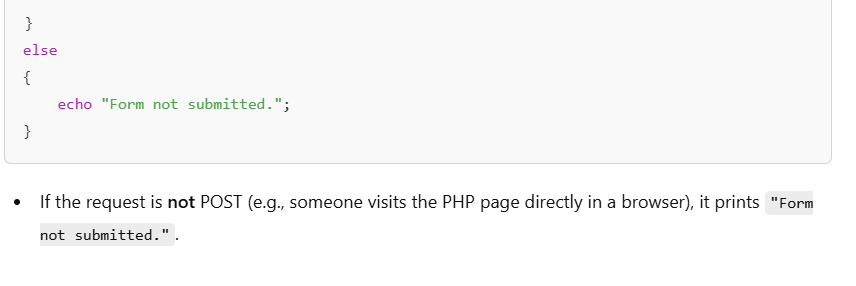 }
else
{
    echo "Form not submitted.";
}
• If the request is not POST (e.g., someone visits the PHP page directly in a browser), it prints "Form
not submitted.".